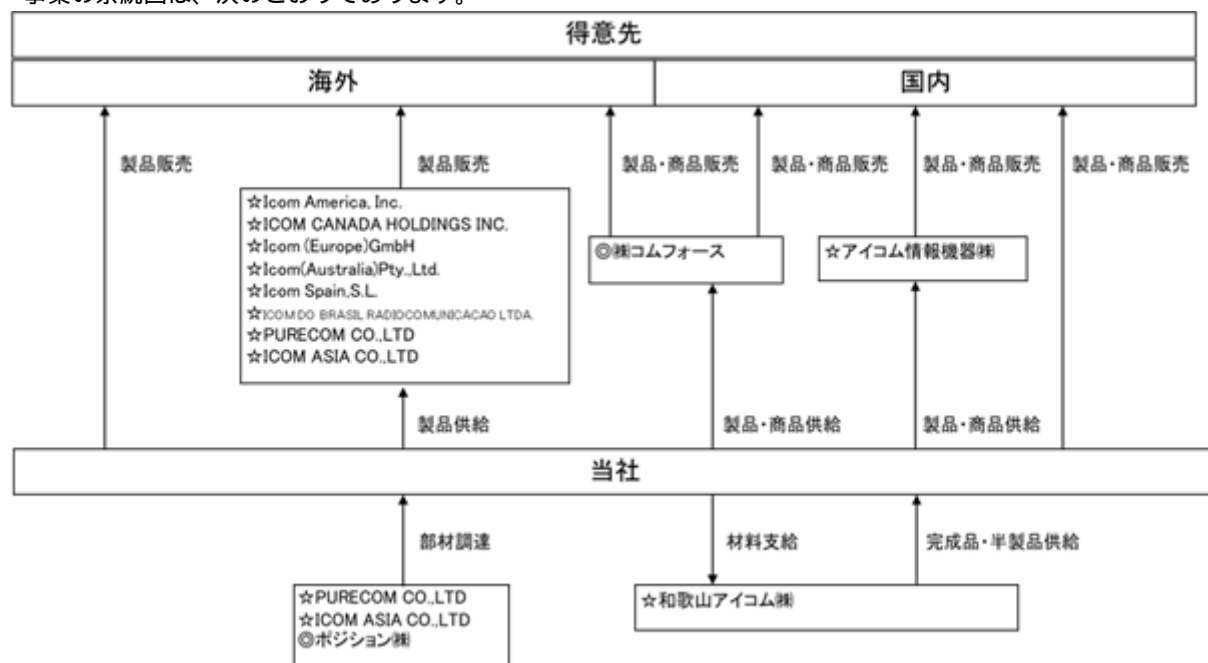 事業の系統図は、次のとおりであります。
得意先
海外
国内
製品販売
製品販売
製品・商品販売
製品・商品販売
製品・商品販売
製品・商品販売
☆Icom America, Inc.
☆ICOM CANADA HOLDINGS INC.
☆Icom (Europe)GmbH
☆Icom(Australia)Pty.,Ltd.
☆Icom Spain,S.L.
☆ICOM DO BRASIL RADIOCOMUNICACAO LTDA.
☆PURECOM CO.,LTD
☆ICOM ASIA CO.,LTD
◎㈱コムフォース
☆アイコム情報機器㈱
製品供給
製品・商品供給
製品・商品供給
当社
部材調達
材料支給
完成品・半製品供給
☆PURECOM CO.,LTD
☆ICOM ASIA CO.,LTD
◎ポジション㈱
☆和歌山アイコム㈱